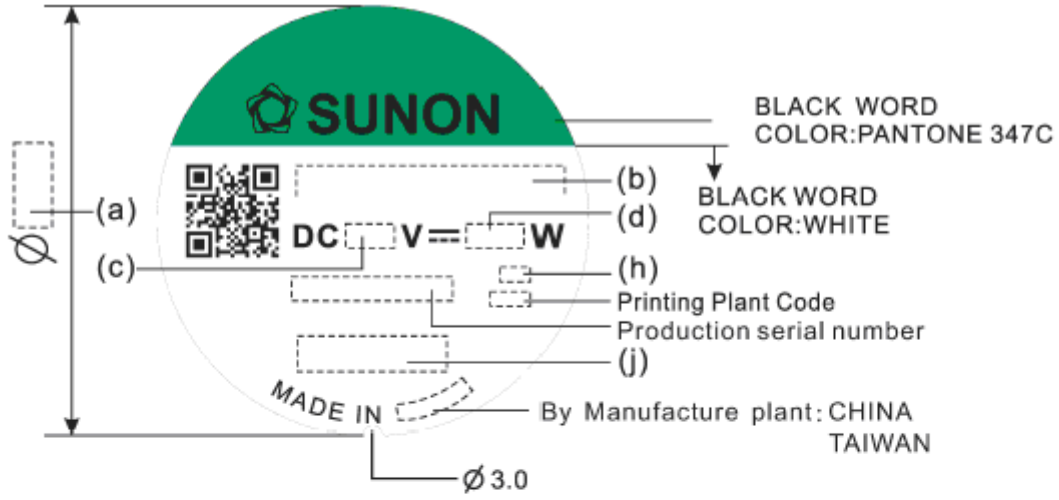 SUNON
BLACK WORD
COLOR:PANTONE 347C
(a)
(b)
BLACK WORD
COLOR:WHITE
(d)
DC V W
Ø
(c)
(h)
Printing Plant Code
Production serial number
(j)
MADE IN
By Manufacture plant: CHINA
TAIWAN
Ø 3.0